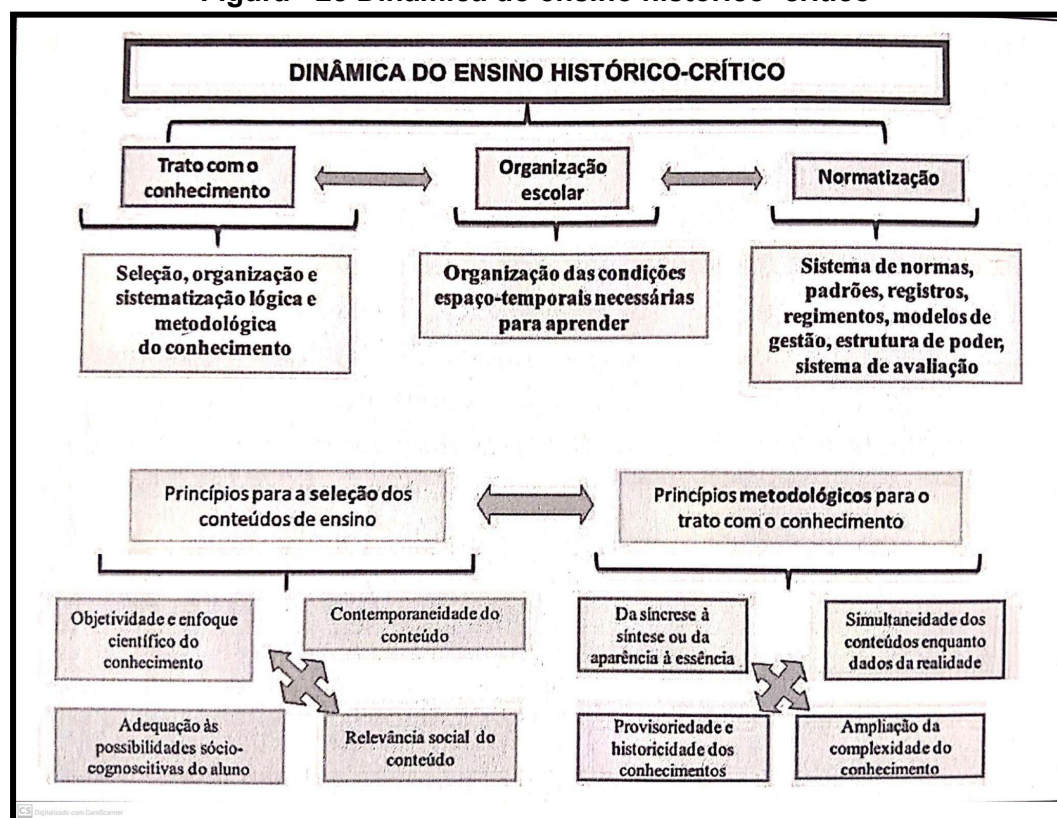 Figura - 28 Dinâmica do ensino histórico- crítico
DINÂMICA DO ENSINO HISTÓRICO-CRÍTICO
Trato com o
conhecimento
Organização
escolar
Normatização
Seleção, organização e
sistematização lógica e
metodológica
do conhecimento
Organização das condições
espaço-temporais necessárias
para aprender
Sistema de normas,
padrões, registros,
regimentos, modelos de
gestão, estrutura de poder,
sistema de avaliação
Princípios para a seleção dos
conteúdos de ensino
Princípios metodológicos para o
trato com o conhecimento
Objetividade e enfoque
científico do
conhecimento
Contemporaneidade do
conteúdo
Adequação às
possibilidades sócio-
cognoscitivas do aluno
Relevância social do
conteúdo
Da síncrese à
síntese ou da
aparência à essência
Simultaneidade dos
conteúdos enquanto
dados da realidade
Provisoriedade e
historicidade dos
conhecimentos
Ampliação da
complexidade do
conhecimento
CS Digitalizado com CamScanner